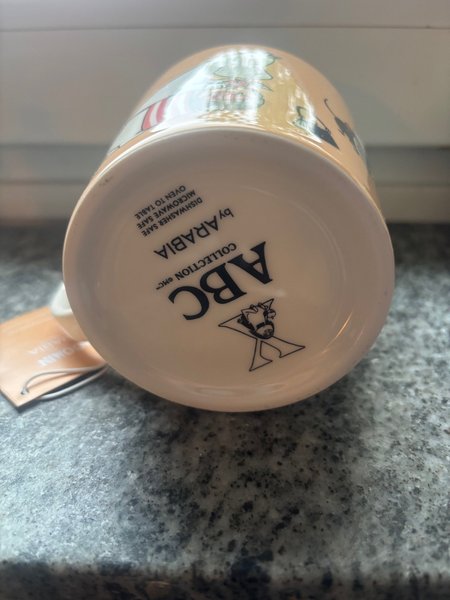 ABC
COLLECTION
by ARABIA
DISHWASHER SAFE
MICROWAVE SAFE
OVEN TO TABLE